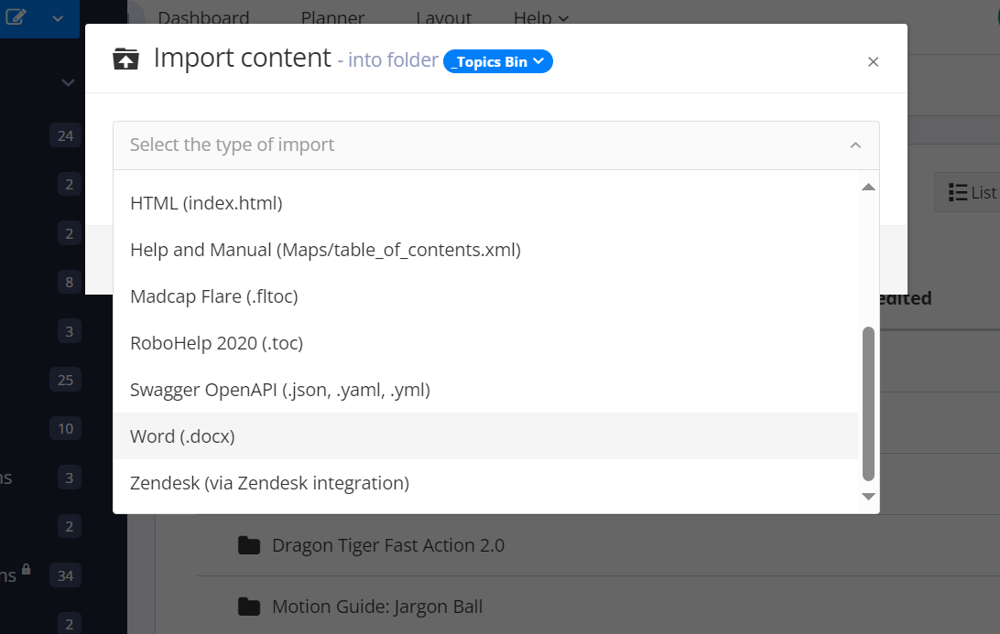 Dashboard Planner Layout Help
Import content - into folder _Topics Bin
×
Select the type of import
HTML (index.html)
Help and Manual (Maps/table_of_contents.xml)
Madcap Flare (.fltoc)
RoboHelp 2020 (.toc)
Swagger OpenAPI (.json, .yaml, .yml)
Word (.docx)
Zendesk (via Zendesk integration)
24
2
2
8
3
25
10
ns 3
2
ns 34
2
List
edited
Dragon Tiger Fast Action 2.0
Motion Guide: Jargon Ball